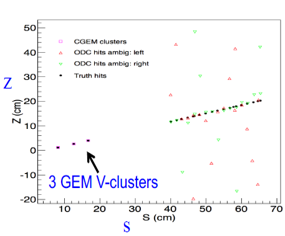 CGEM clusters
ODC hits ambig: left
ODC hits ambig: right
Truth hits
Z
Z (cm)
50
40
30
20
10
0
-10
-20
3 GEM V-clusters
10 20 30 40 50 60 70
S (cm)
S